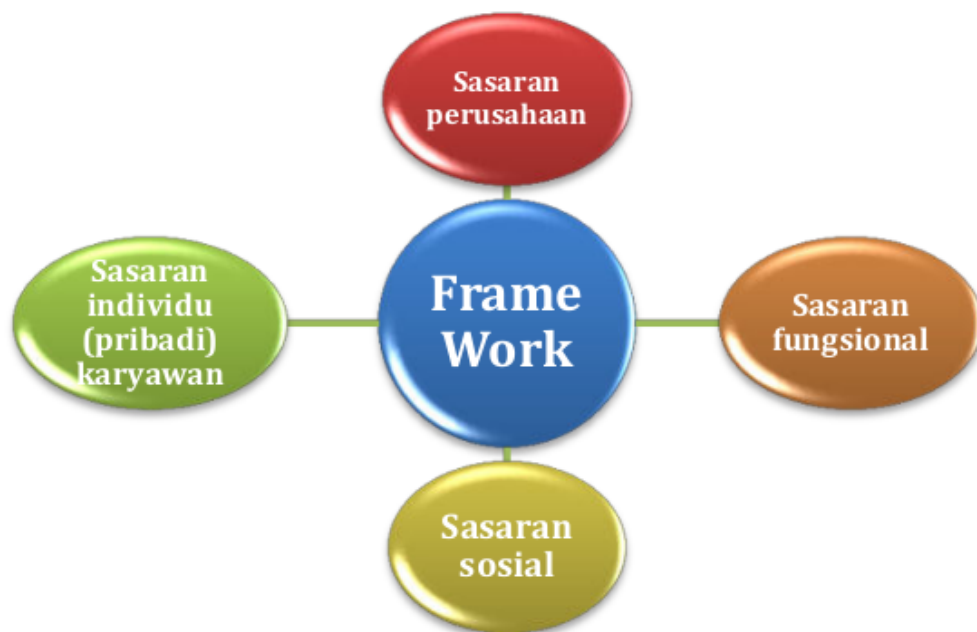 Sasaran
perusahaan
Sasaran
individu
(pribadi)
karyawan
Frame
Work
Sasaran
fungsional
Sasaran
sosial